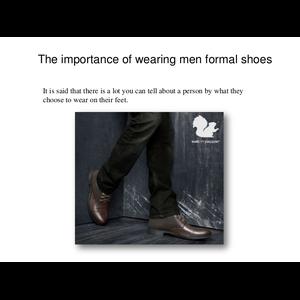 The importance of wearing men formal shoes
It is said that there is a lot you can tell about a person by what they
choose to wear on their feet.